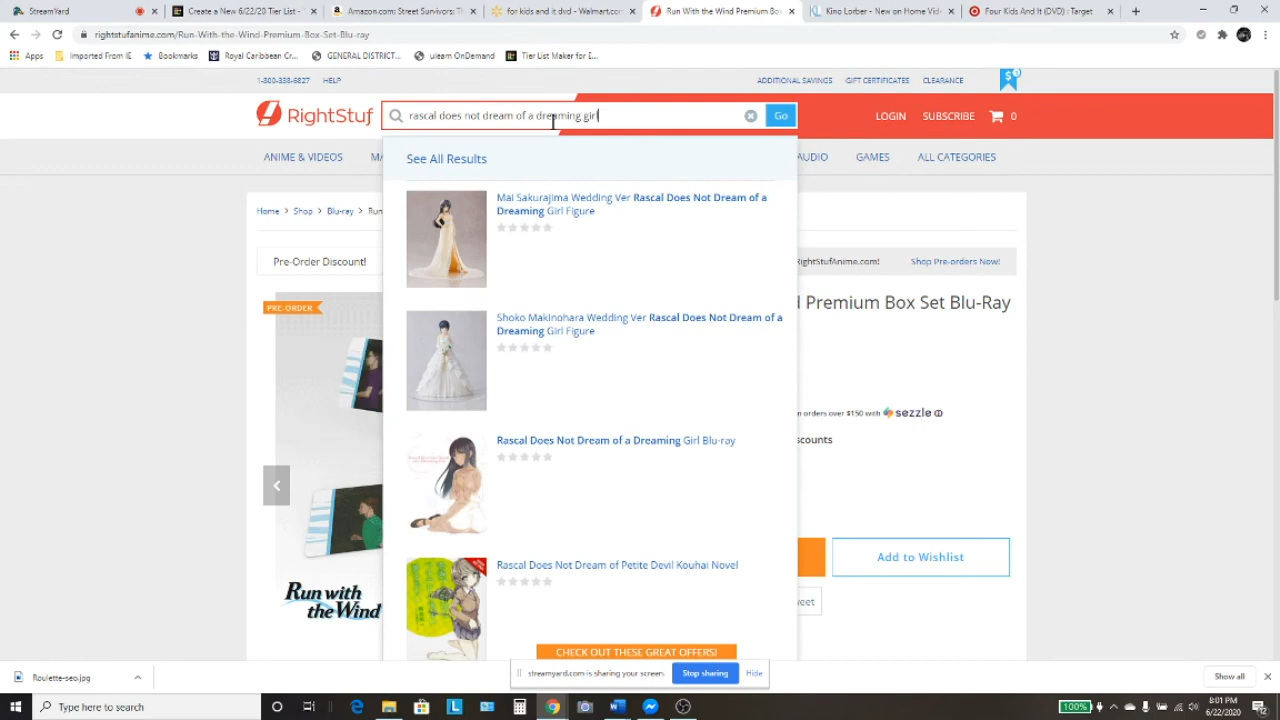 StreamYard
Create a New 6/22/20 Tier List -
Amazon.com: Street Survivors: Th
for kids and it dvd - Walmart.com
Run With the Wind Premium Box
Kino Lorber - New on Home Vide
Four Kids And It (DVD) : Target
rightstufanime.com/Run-With-the-Wind-Premium-Box-Set-Blu-ray
Apps
Imported From IE
Bookmarks
Royal Caribbean Cr...
GENERAL DISTRICT...
ulearn OnDemand
Tier List Maker for E...
1-800-338-6827
HELP
ADDITIONAL SAVINGS
GIFT CERTIFICATES
CLEARANCE
RightStuf
rascal does not dream of a dreaming girl
Go
LOGIN
SUBSCRIBE
0
ANIME & VIDEOS
MA
AUDIO
GAMES
ALL CATEGORIES
See All Results
Mai Sakurajima Wedding Ver Rascal Does Not Dream of a
Dreaming Girl Figure
Shoko Makinohara Wedding Ver Rascal Does Not Dream of a
Dreaming Girl Figure
Rascal Does Not Dream of a Dreaming Girl Blu-ray
Rascal Does Not Dream of Petite Devil Kouhai Novel
CHECK OUT THESE GREAT OFFERS!
Home > Shop > Blu-ray > Run
Pre-Order Discount!
RightStufAnime.com!
Shop Pre-orders Now!
PRE-ORDER
d Premium Box Set Blu-Ray
n orders over $150 with sezzle
scounts
Add to Wishlist
weet
Run with
the Wind
streamyard.com is sharing your screen.
Stop sharing
Hide
Roulette-seo.jpg
Show all
Type here to search
100%
8:01 PM
6/22/2020